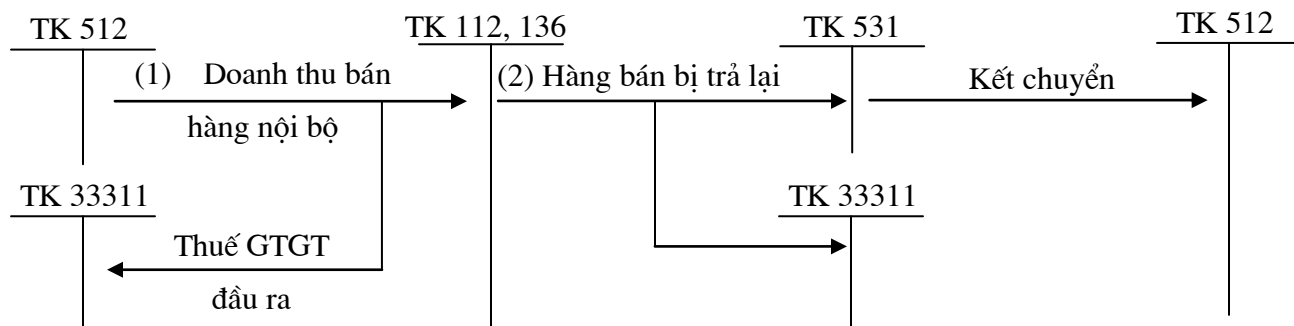 TK 512
TK 112, 136
TK 531
TK 512
(1) Doanh thu bán
hàng nội bộ
(2) Hàng bán bị trả lại
Kết chuyển
TK 33311
TK 33311
Thuế GTGT
đầu ra